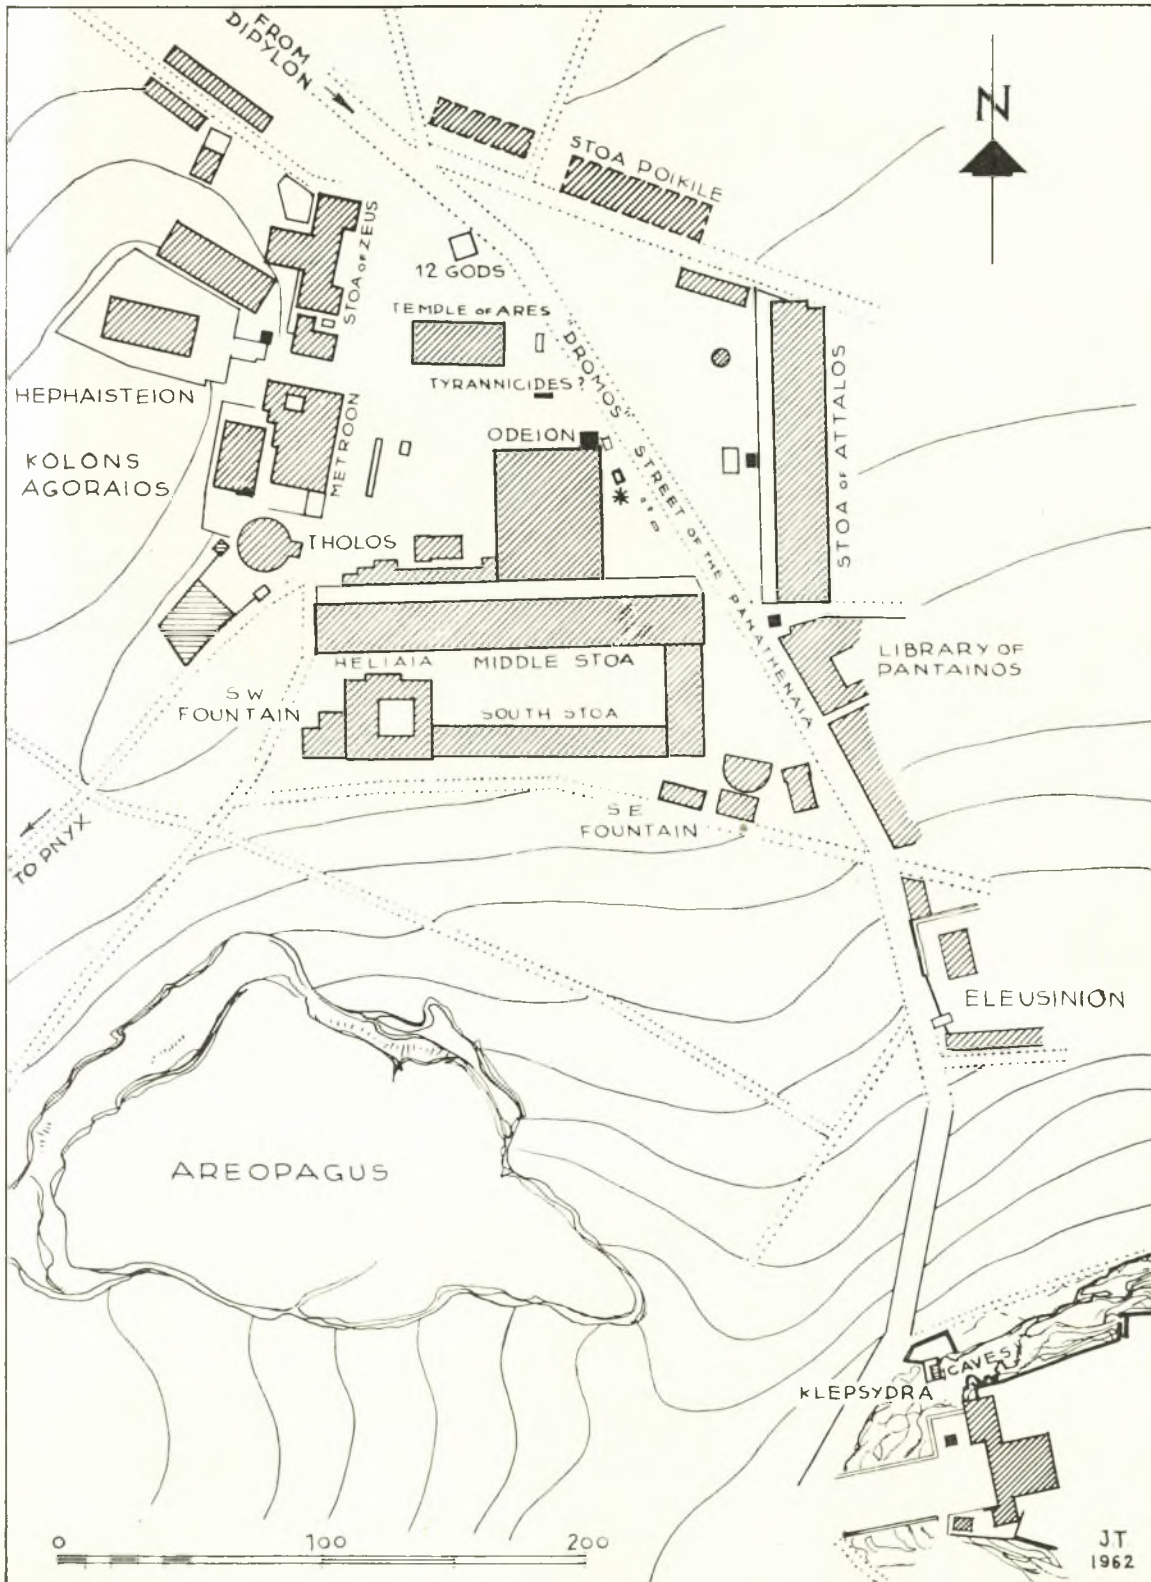 FROM
DIPYLON
N
STOA POIKILE
STOA OF ZEUS
12 GODS
TEMPLE OF ARES
DROMOS STREET OF THE PANATHENAIA
TYRANNICIDES?
HEPHAISTEION
ODEION
STOA OF ATTALOS
KOLONS
AGORAIOS
METROON
THOLOS
HELIAIA
MIDDLE STOA
LIBRARY OF
PANTAINOS
SW
FOUNTAIN
SOUTH STOA
SE
FOUNTAIN
TO PNYX
ELEUSINION
AREOPAGUS
CAVES
KLEPSYDRA
0 100 200
J.T
1962